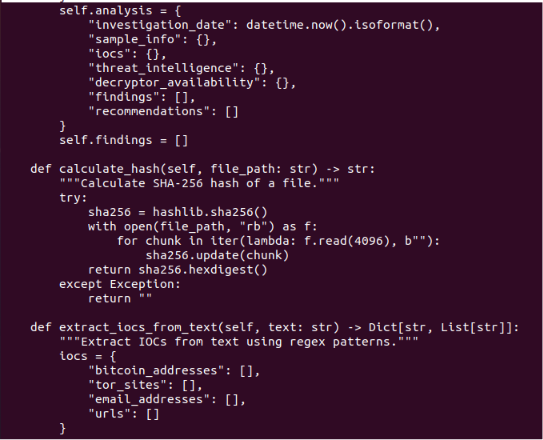 self.analysis = {
    "investigation_date": datetime.now().isoformat(),
    "sample_info": {},
    "iocs": {},
    "threat_intelligence": {},
    "decryptor_availability": {},
    "findings": [],
    "recommendations": []
}
self.findings = []
def calculate_hash(self, file_path: str) -> str:
    """Calculate SHA-256 hash of a file."""
    try:
        sha256 = hashlib.sha256()
        with open(file_path, "rb") as f:
            for chunk in iter(lambda: f.read(4096), b""):
                sha256.update(chunk)
        return sha256.hexdigest()
    except Exception:
        return ""
def extract_iocs_from_text(self, text: str) -> Dict[str, List[str]]:
    """Extract IOCs from text using regex patterns."""
    iocs = {
        "bitcoin_addresses": [],
        "tor_sites": [],
        "email_addresses": [],
        "urls": []
    }